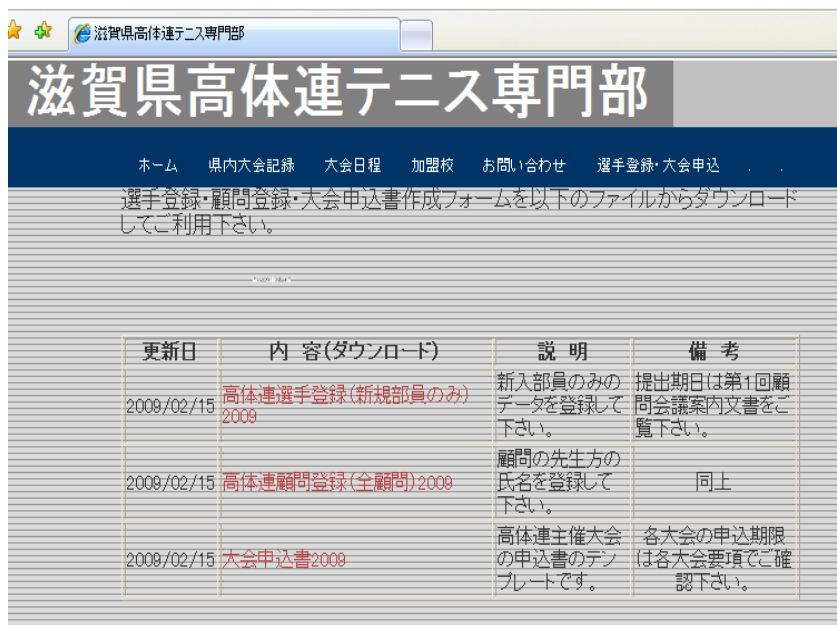 滋賀県高体連テニス専門部
滋賀県高体連テニス専門部
ホーム 県内大会記録 大会日程 加盟校 お問い合わせ 選手登録・大会申込 . .
選手登録・顧問登録・大会申込書作成フォームを以下のファイルからダウンロード
してご利用下さい。
更新日 内 容(ダウンロード) 説 明 備 考
2009/02/15 高体連選手登録(新規部員のみ)
2009
新入部員のみの
データを登録して
下さい。
提出期日は第1回顧
問会議案内文書をご
覧下さい。
2009/02/15 高体連顧問登録(全顧問)2009
顧問の先生方の
氏名を登録して
下さい。
同上
2009/02/15 大会申込書2009
高体連主催大会
の申込書のテン
プレートです。
各大会の申込期限
は各大会要項でご確
認下さい。